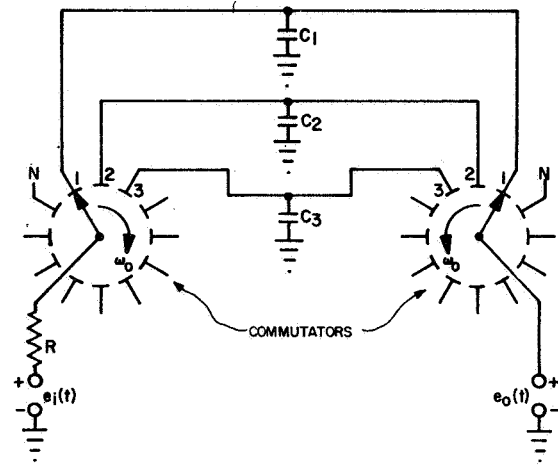 C1
C2
N 1 2 3
3 2 1 N
C3
ω₀
ω₀
COMMUTATORS
R
+
ei(t)
-
+
eo(t)
-